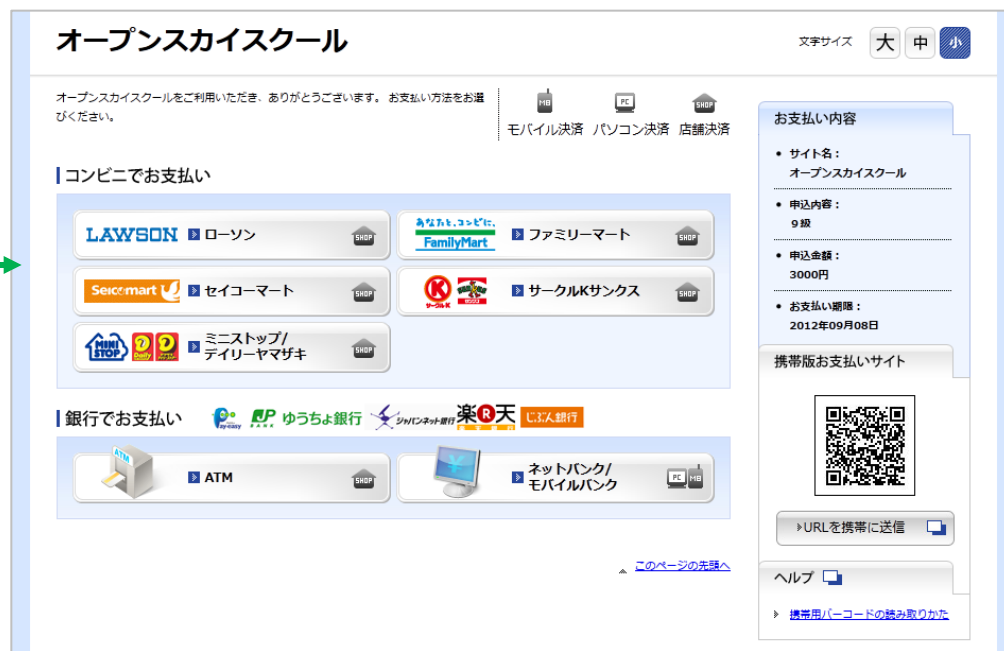 オープンスカイスクール
文字サイズ 大 中 小
オープンスカイスクールをご利用いただき、ありがとうございます。 お支払い方法をお選
びください。
MB PC SHOP
モバイル決済 パソコン決済 店舗決済
コンビニでお支払い
LAWSON ローソン SHOP
あなたと、コンビに、
FamilyMart ファミリーマート SHOP
Seicomart セイコーマート SHOP
K サークルK サークルKサンクス SHOP
MINI STOP Daily ミニストップ/
デイリーヤマザキ SHOP
銀行でお支払い Pay-easy JP BANK ゆうちょ銀行 ジャパンネット銀行 楽R天 じぶん銀行
ATM ATM SHOP
ネットバンク/
モバイルバンク PC MB
このページの先頭へ
お支払い内容
• サイト名：
オープンスカイスクール
• 申込内容：
9級
• 申込金額：
3000円
• お支払い期限：
2012年09月08日
携帯版お支払いサイト
URLを携帯に送信
ヘルプ
携帯用バーコードの読み取りかた